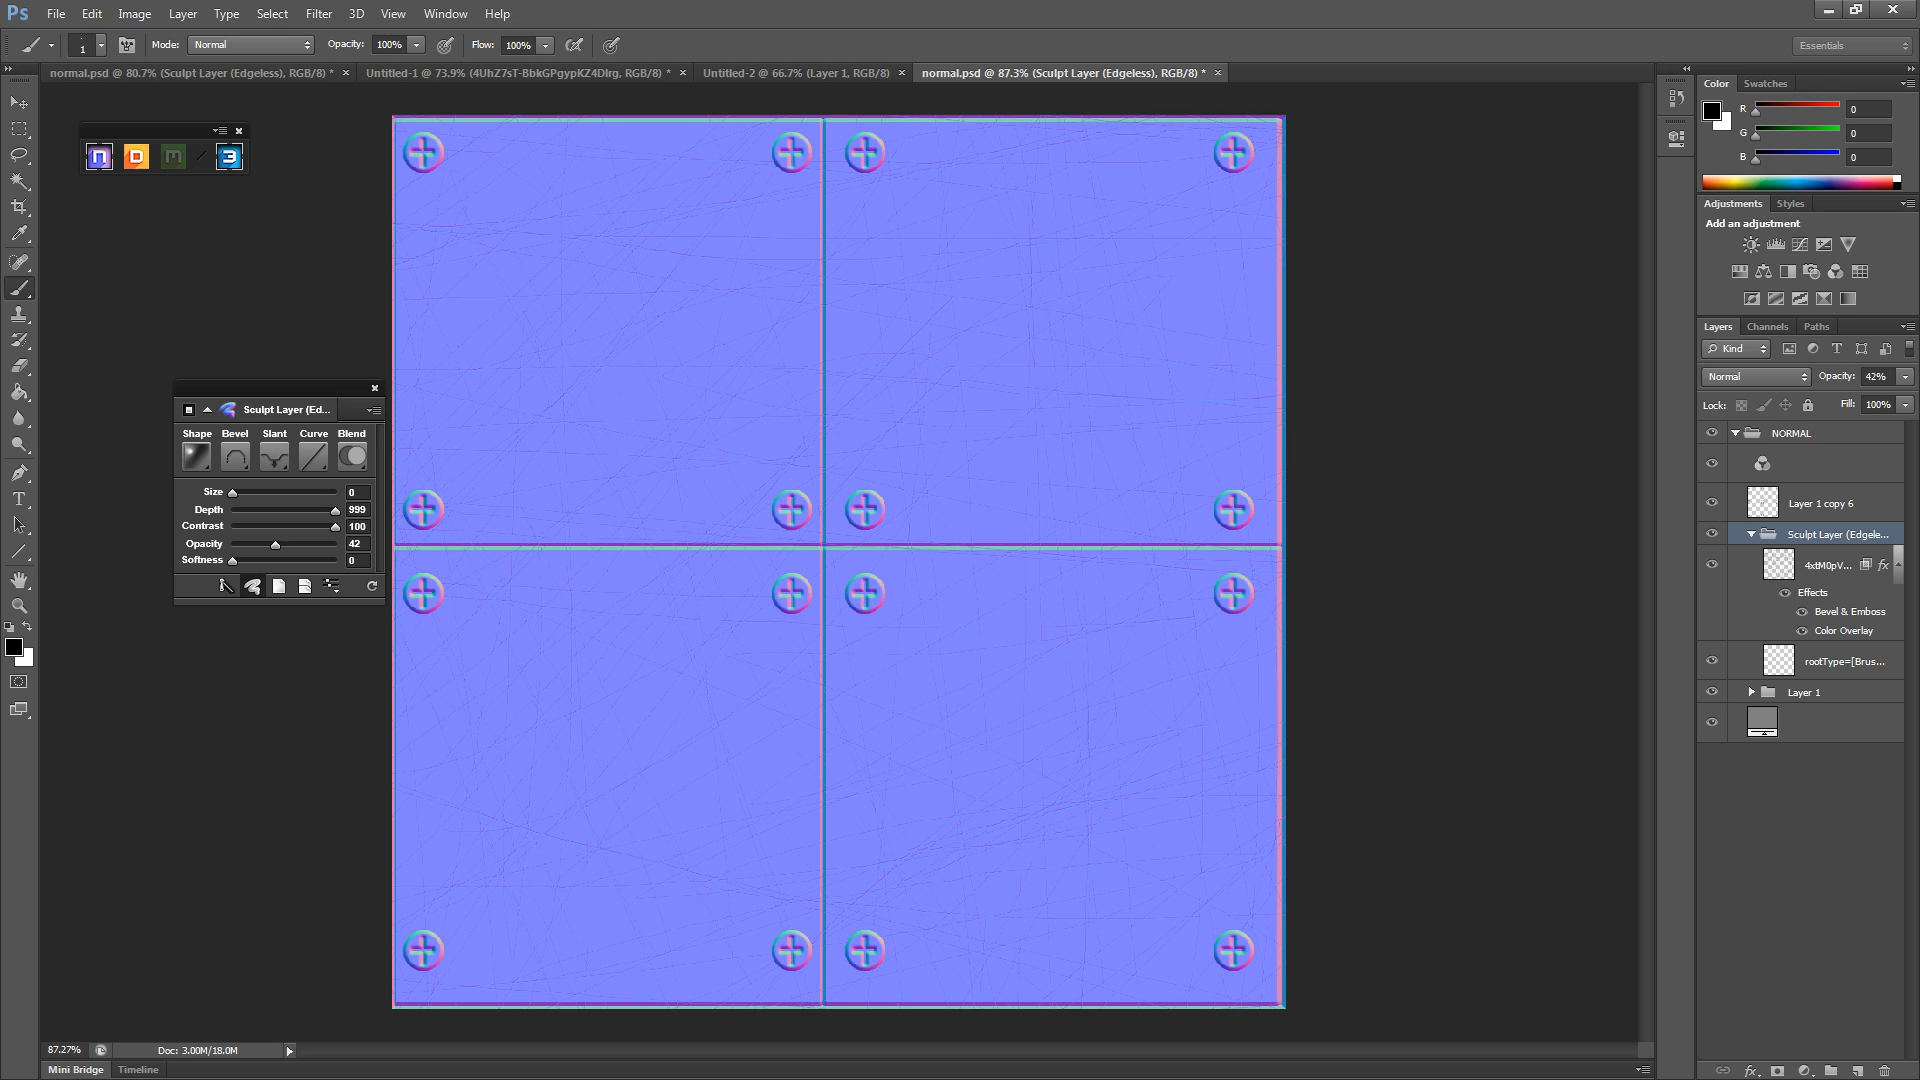 Ps File Edit Image Layer Type Select Filter 3D View Window Help
1 Mode: Normal Opacity: 100% Flow: 100% Essentials
normal.psd @ 80.7% (Sculpt Layer (Edgeless), RGB/8) * × Untitled-1 @ 73.9% (4UhZ7sT-BbkGPgypKZ4DIrg, RGB/8) * × Untitled-2 @ 66.7% (Layer 1, RGB/8) × normal.psd @ 87.3% (Sculpt Layer (Edgeless), RGB/8) * ×
n D m 3
Sculpt Layer (Ed...
Shape Bevel Slant Curve Blend
Size 0
Depth 999
Contrast 100
Opacity 42
Softness 0
Color Swatches
R 0
G 0
B 0
Adjustments Styles
Add an adjustment
Layers Channels Paths
Kind
Normal Opacity: 42%
Lock: Fill: 100%
NORMAL
Layer 1 copy 6
Sculpt Layer (Edgele...
4xtM0pV... fx
Effects
Bevel & Emboss
Color Overlay
rootType=[Brus...
Layer 1
87.27% Doc: 3.00M/18.0M
Mini Bridge Timeline